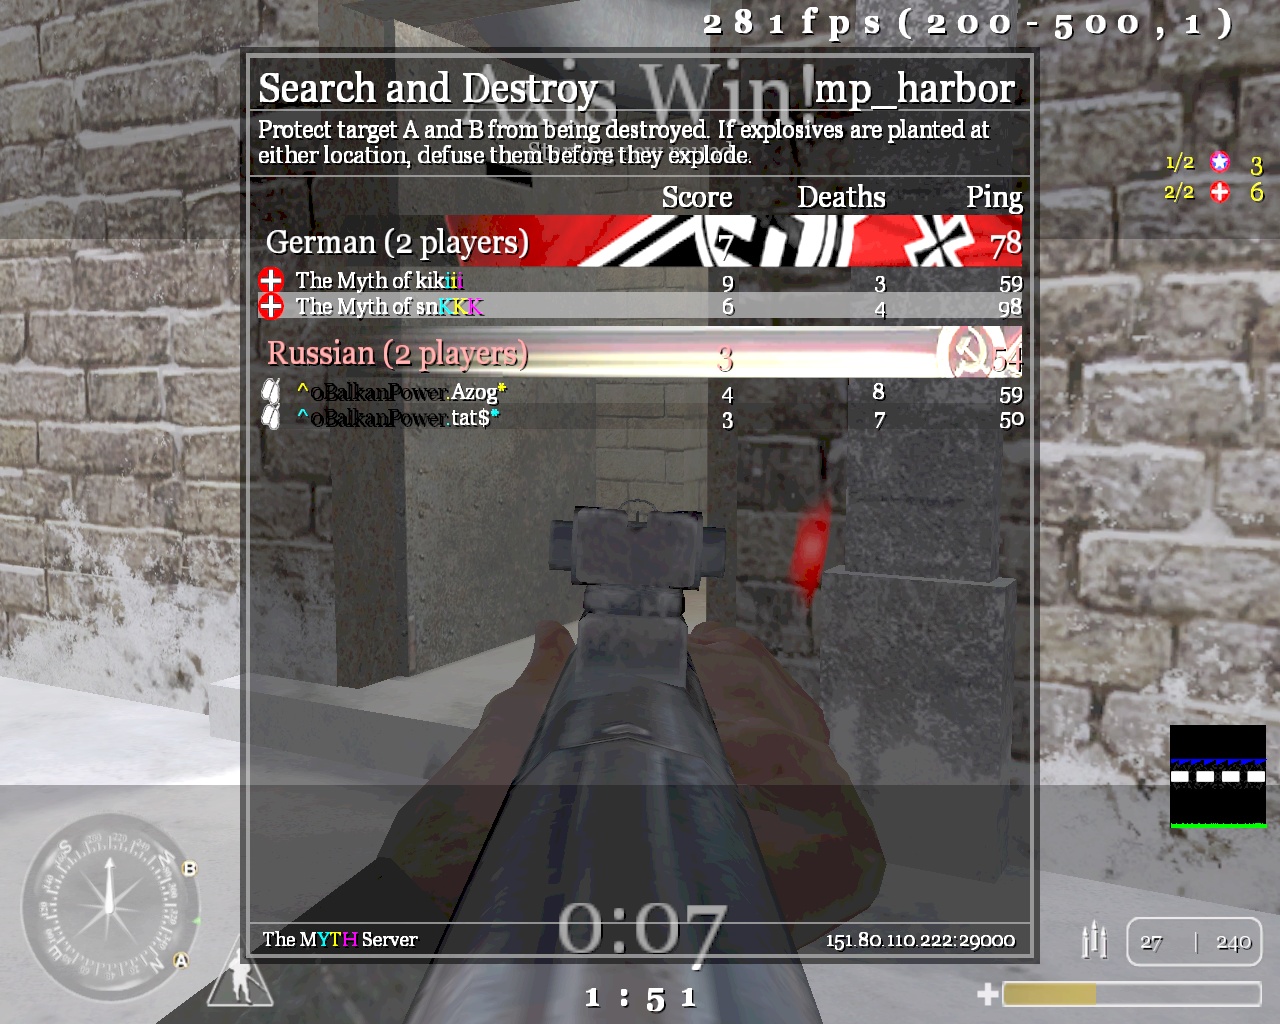 281fps(200-500,1)
Axis Win!
Search and Destroy mp_harbor
Protect target A and B from being destroyed. If explosives are planted at
either location, defuse them before they explode.
1/2 3
2/2 6
Score Deaths Ping
German (2 players) 7 78
The Myth of kikiii 9 3 59
The Myth of snKKK 6 4 98
Russian (2 players) 3 54
^0BalkanPower.Azog* 4 8 59
^0BalkanPower.tat$* 3 7 50
B
A
0:07
The MYTH Server 151.80.110.222:29000
27 | 240
1:51